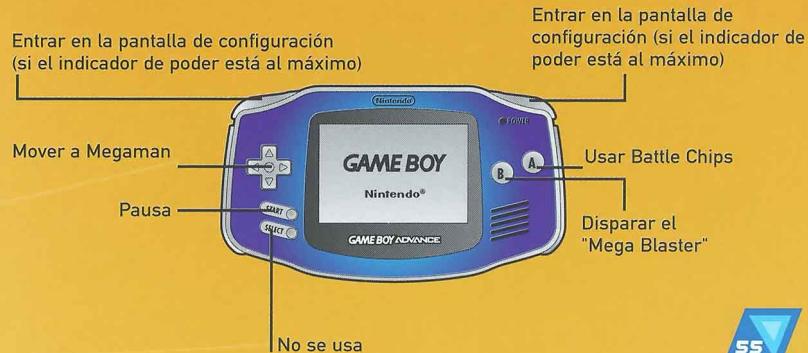 Entrar en la pantalla de configuración
(si el indicador de poder está al máximo)
Entrar en la pantalla de
configuración (si el indicador de
poder está al máximo)
Nintendo
POWER
Mover a Megaman
GAME BOY
Nintendo®
A
Usar Battle Chips
B
Pausa
START
SELECT
Disparar el
"Mega Blaster"
GAME BOY ADVANCE
No se usa
55